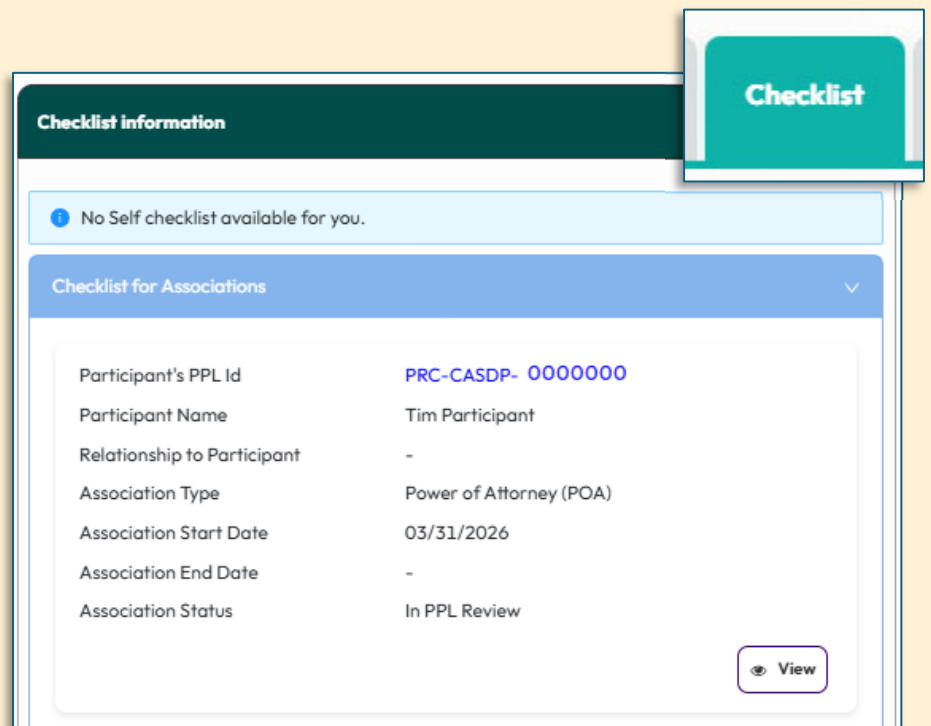 Checklist
Checklist information
No Self checklist available for you.
Checklist for Associations
Participant's PPL Id PRC-CASDP- 0000000
Participant Name Tim Participant
Relationship to Participant -
Association Type Power of Attorney (POA)
Association Start Date 03/31/2026
Association End Date -
Association Status In PPL Review
View